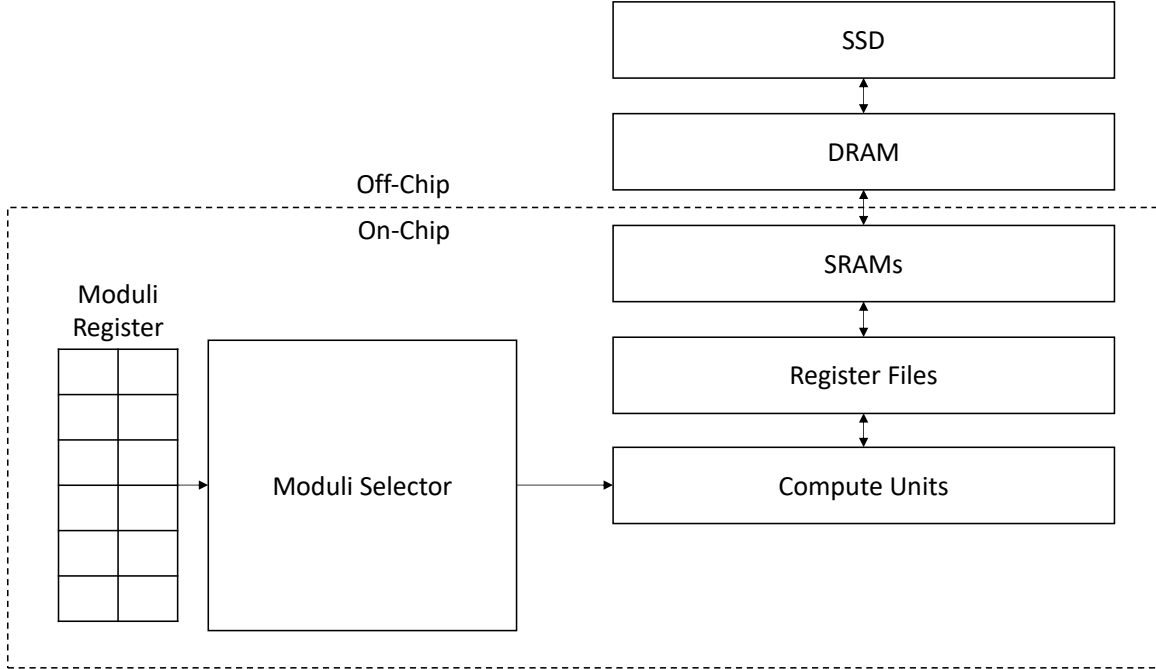 SSD
DRAM
Off-Chip
On-Chip
SRAMs
Moduli
Register
Register Files
Moduli Selector
Compute Units